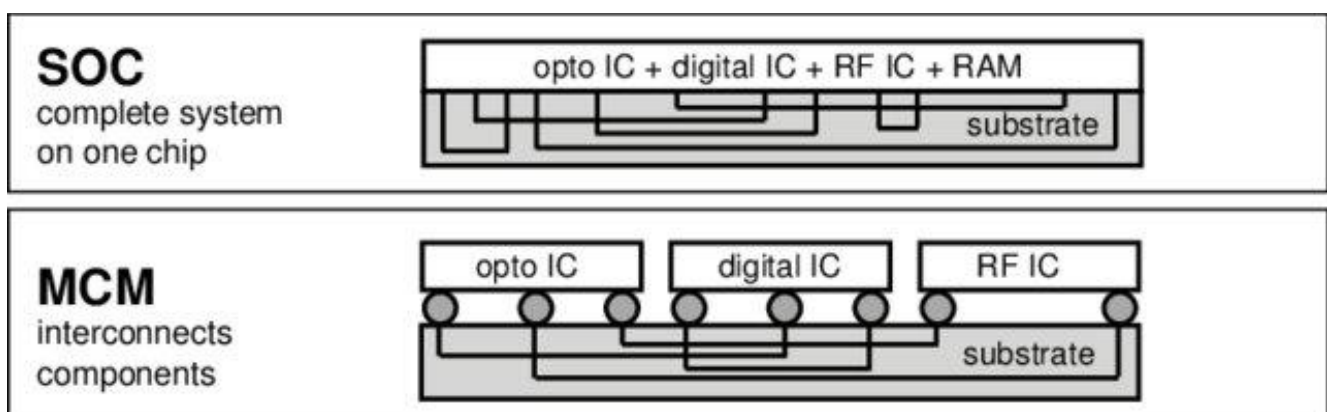 SOC
complete system
on one chip
opto IC + digital IC + RF IC + RAM
substrate
MCM
interconnects
components
opto IC
digital IC
RF IC
substrate